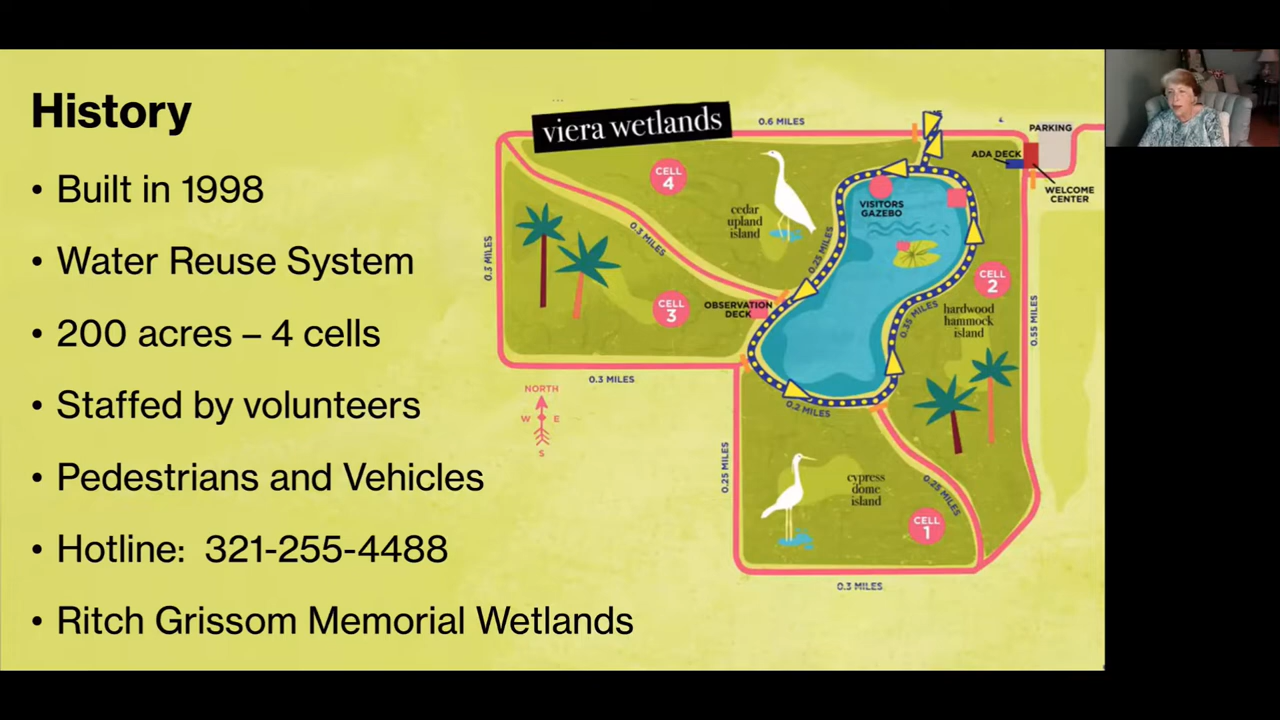 History
• Built in 1998
• Water Reuse System
• 200 acres – 4 cells
• Staffed by volunteers
• Pedestrians and Vehicles
• Hotline: 321-255-4488
• Ritch Grissom Memorial Wetlands
viera wetlands
0.6 MILES
PARKING
ADA DECK
WELCOME
CENTER
CELL
4
cedar
upland
island
VISITORS
GAZEBO
0.3 MILES
0.3 MILES
0.25 MILES
CELL
2
CELL
3
OBSERVATION
DECK
0.35 MILES
hardwood
hammock
island
0.55 MILES
0.3 MILES
NORTH
W
E
S
0.2 MILES
0.25 MILES
cypress
dome
island
0.25 MILES
CELL
1
0.3 MILES